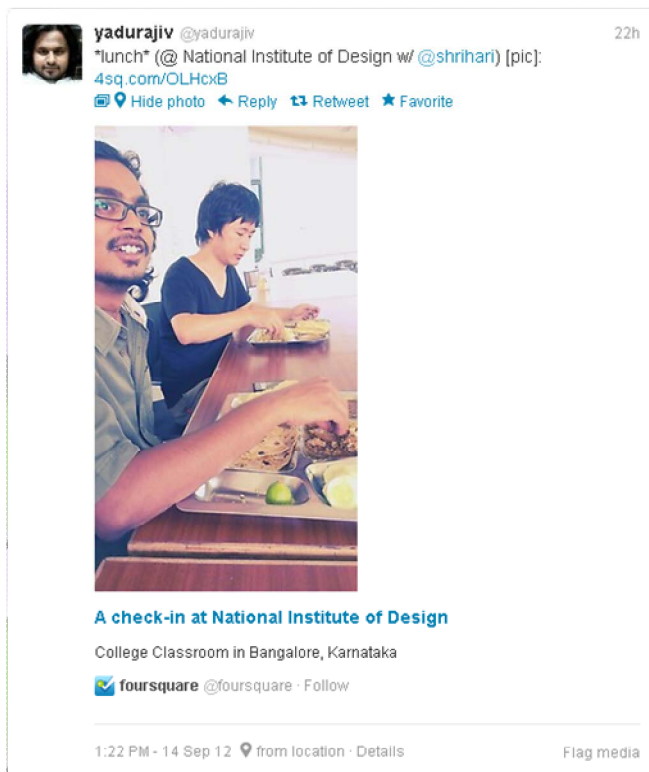 yadurajiv @yadurajiv 22h
*lunch* (@ National Institute of Design w/ @shrihari) [pic]:
4sq.com/OLHcxB
Hide photo Reply Retweet Favorite
A check-in at National Institute of Design
College Classroom in Bangalore, Karnataka
foursquare @foursquare · Follow
1:22 PM - 14 Sep 12 from location · Details Flag media